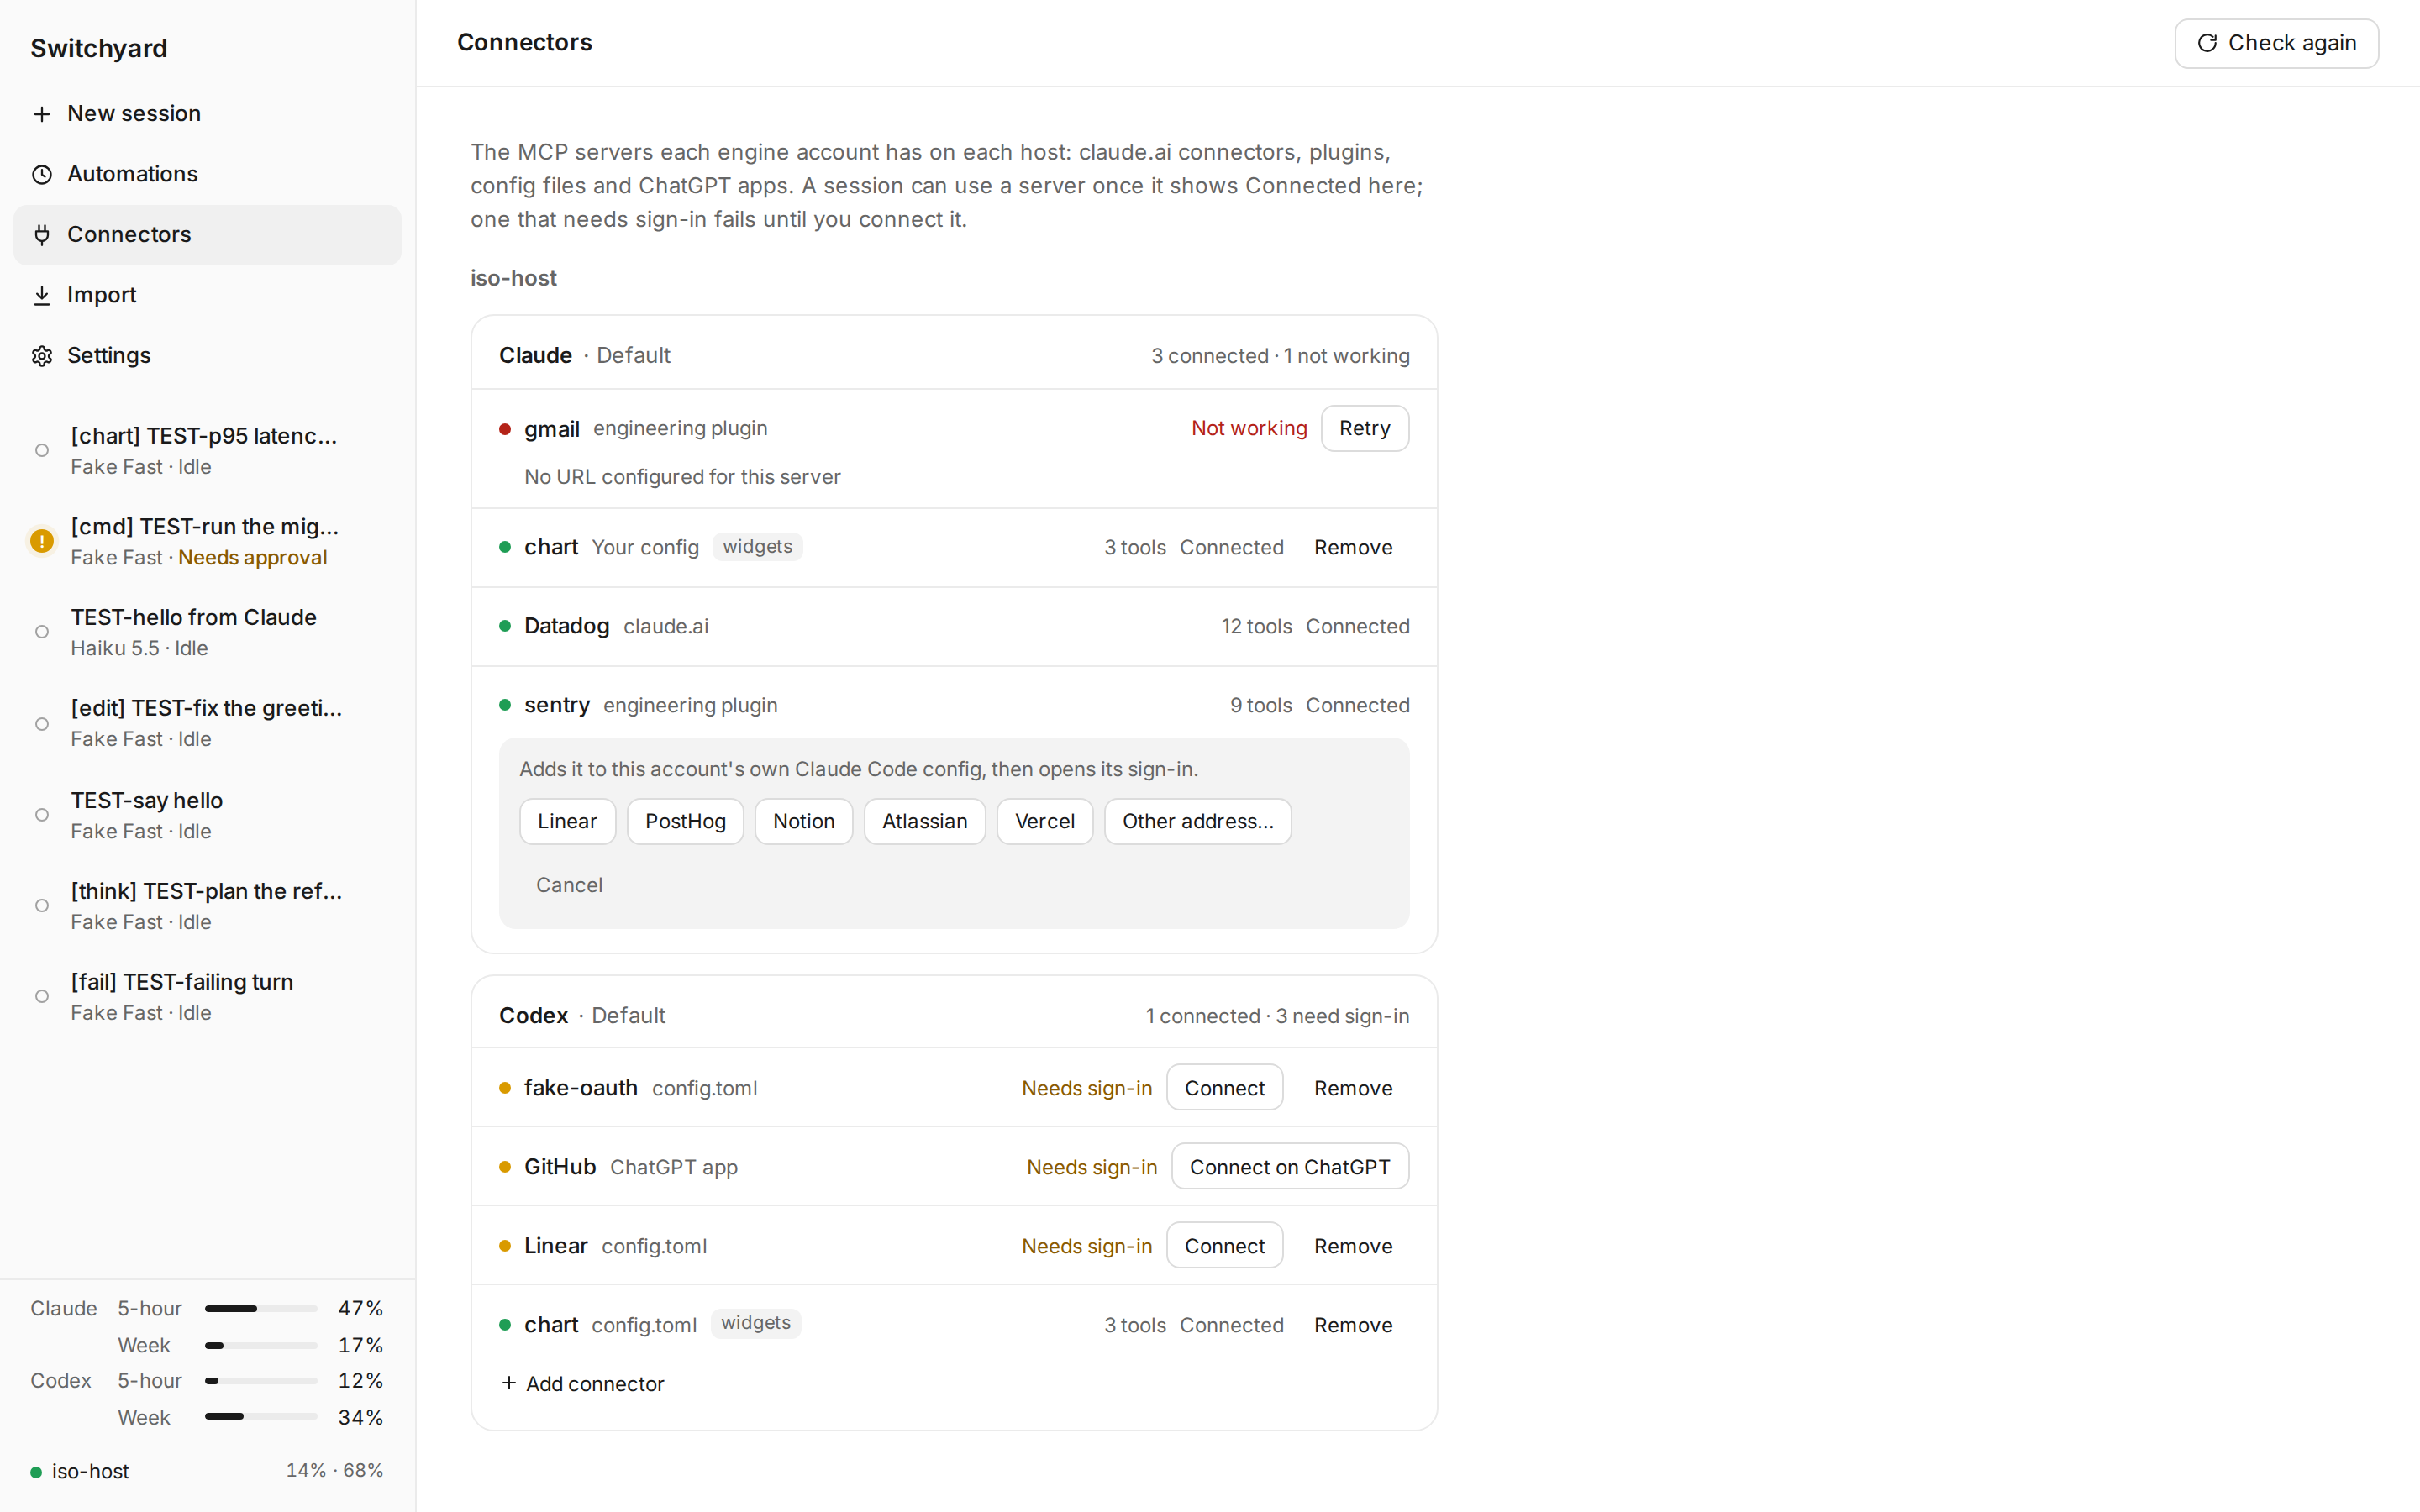 Switchyard
New session
Automations
Connectors
Import
Settings
[chart] TEST-p95 latenc...
Fake Fast · Idle
!
[cmd] TEST-run the mig...
Fake Fast · Needs approval
TEST-hello from Claude
Haiku 5.5 · Idle
[edit] TEST-fix the greeti...
Fake Fast · Idle
TEST-say hello
Fake Fast · Idle
[think] TEST-plan the ref...
Fake Fast · Idle
[fail] TEST-failing turn
Fake Fast · Idle
Claude 5-hour 47%
Week 17%
Codex 5-hour 12%
Week 34%
iso-host 14% · 68%
Connectors
Check again
The MCP servers each engine account has on each host: claude.ai connectors, plugins,
config files and ChatGPT apps. A session can use a server once it shows Connected here;
one that needs sign-in fails until you connect it.
iso-host
Claude · Default 3 connected · 1 not working
gmail engineering plugin Not working Retry
No URL configured for this server
chart Your config widgets 3 tools Connected Remove
Datadog claude.ai 12 tools Connected
sentry engineering plugin 9 tools Connected
Adds it to this account's own Claude Code config, then opens its sign-in.
Linear PostHog Notion Atlassian Vercel Other address...
Cancel
Codex · Default 1 connected · 3 need sign-in
fake-oauth config.toml Needs sign-in Connect Remove
GitHub ChatGPT app Needs sign-in Connect on ChatGPT
Linear config.toml Needs sign-in Connect Remove
chart config.toml widgets 3 tools Connected Remove
+ Add connector